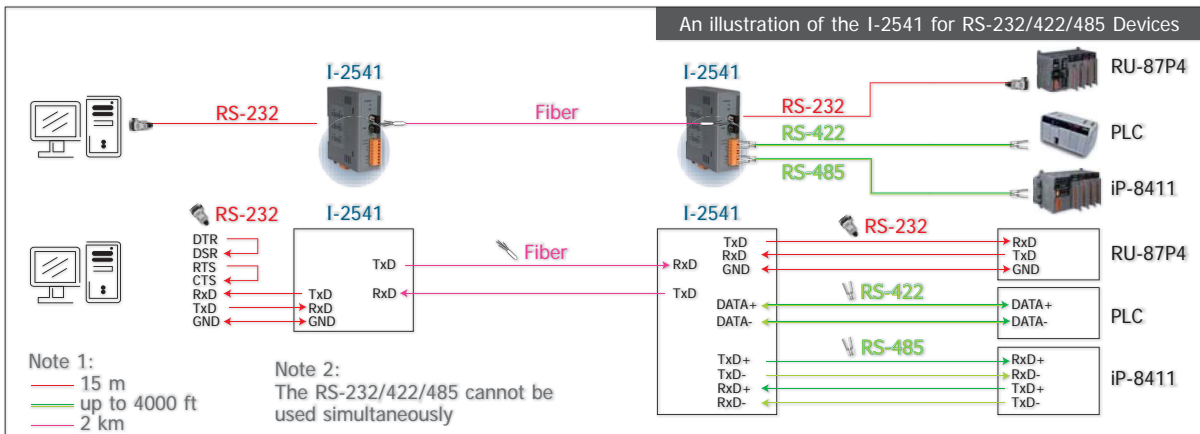 An illustration of the I-2541 for RS-232/422/485 Devices
I-2541
I-2541
RS-232
Fiber
RS-232
RU-87P4
RS-422
PLC
RS-485
iP-8411
RS-232
I-2541
I-2541
DTR
DSR
RTS
CTS
RxD
TxD
GND
TxD
RxD
GND
TxD
RxD
Fiber
RxD
TxD
TxD
RxD
GND
RS-232
RxD
TxD
GND
RU-87P4
DATA+
DATA-
RS-422
DATA+
DATA-
PLC
TxD+
TxD-
RxD+
RxD-
RS-485
RxD+
RxD-
TxD+
TxD-
iP-8411
Note 1:
15 m
up to 4000 ft
2 km
Note 2:
The RS-232/422/485 cannot be
used simultaneously